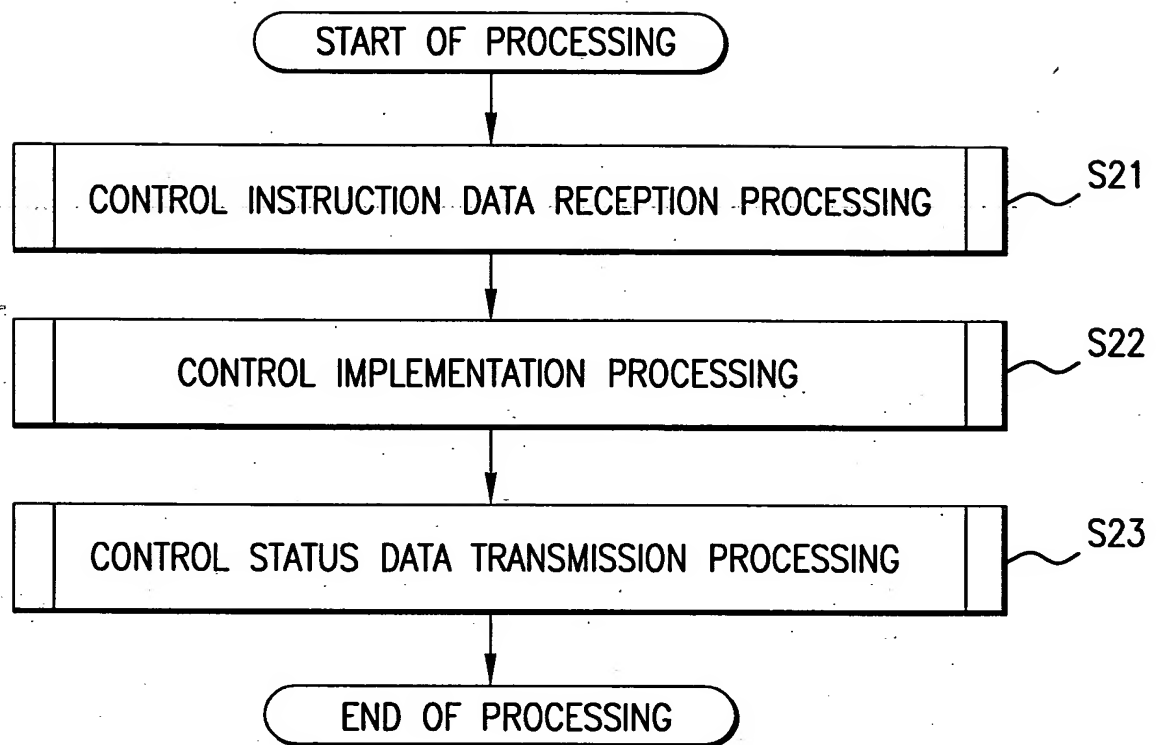 START OF PROCESSING
CONTROL INSTRUCTION DATA RECEPTION PROCESSING
S21
CONTROL IMPLEMENTATION PROCESSING
S22
CONTROL STATUS DATA TRANSMISSION PROCESSING
S23
END OF PROCESSING